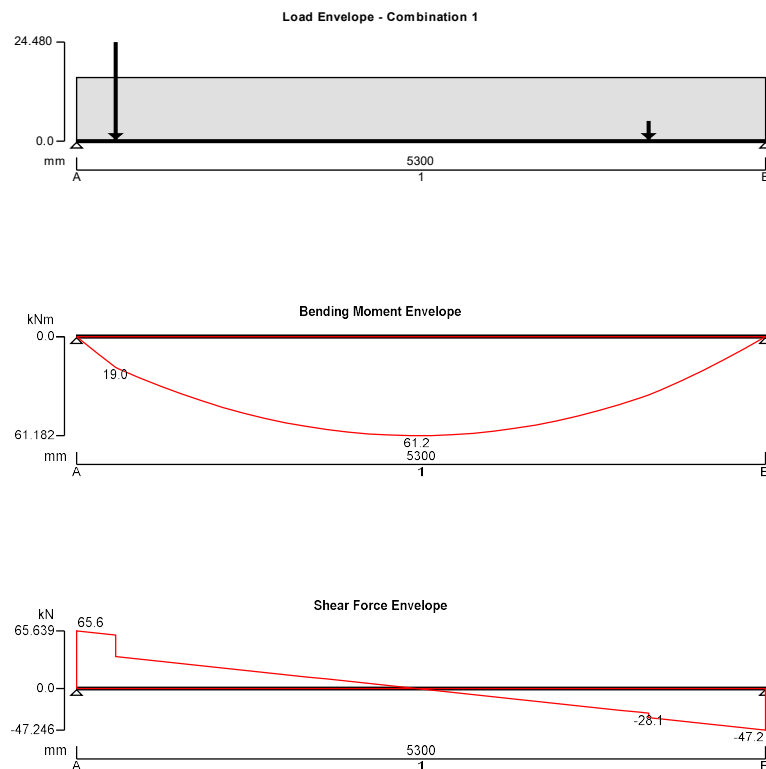 Load Envelope - Combination 1
24.480
0.0
mm
5300
A
1
Bending Moment Envelope
kNm
0.0
19.0
61.182
61.2
mm
5300
A
1
Shear Force Envelope
kN
65.639
65.6
0.0
-28.1
-47.246
-47.2
mm
5300
A
1